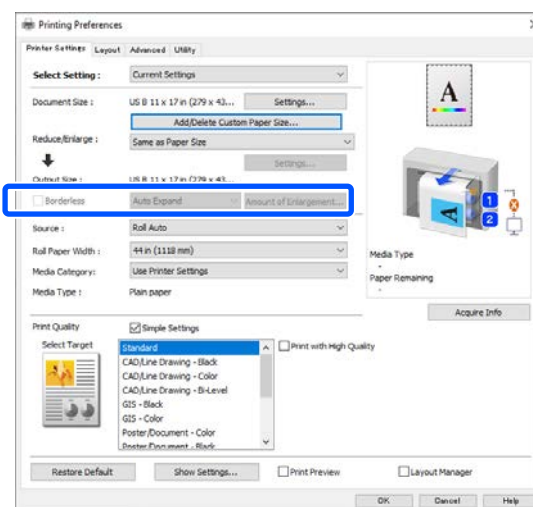 Printing Preferences
Printer Settings Layout Advanced Utility
Select Setting : Current Settings
Document Size : US B 11 x 17 in (279 x 43... Settings...
Add/Delete Custom Paper Size...
Reduce/Enlarge : Same as Paper Size
Settings...
Output Size : US B 11 x 17 in (279 x 43...
Borderless Auto Expand Amount of Enlargement...
Source : Roll Auto
Roll Paper Width : 44 in (1118 mm)
Media Category: Use Printer Settings
Media Type : Plain paper
A
A
1
2
Media Type
-
Paper Remaining
-
Acquire Info
Print Quality Simple Settings
Select Target
Standard
CAD/Line Drawing - Black
CAD/Line Drawing - Color
CAD/Line Drawing - Bi-Level
GIS - Black
GIS - Color
Poster/Document - Color
Poster/Document - Black
Print with High Quality
Restore Default Show Settings... Print Preview Layout Manager
OK Cancel Help